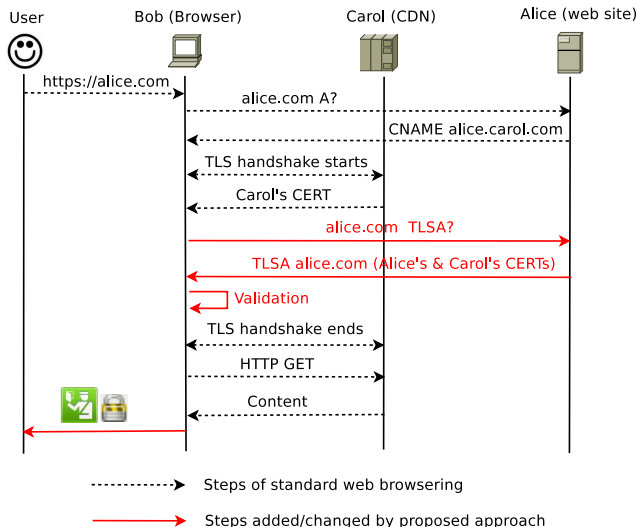 User
Bob (Browser)
Carol (CDN)
Alice (web site)
https://alice.com
alice.com A?
CNAME alice.carol.com
TLS handshake starts
Carol's CERT
alice.com TLSA?
TLSA alice.com (Alice's & Carol's CERTs)
Validation
TLS handshake ends
HTTP GET
Content
Steps of standard web browsering
Steps added/changed by proposed approach